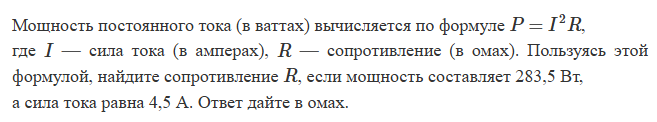 Мощность постоянного тока (в ваттах) вычисляется по формуле P = I²R,
где I — сила тока (в амперах), R — сопротивление (в омах). Пользуясь этой
формулой, найдите сопротивление R, если мощность составляет 283,5 Вт,
а сила тока равна 4,5 А. Ответ дайте в омах.